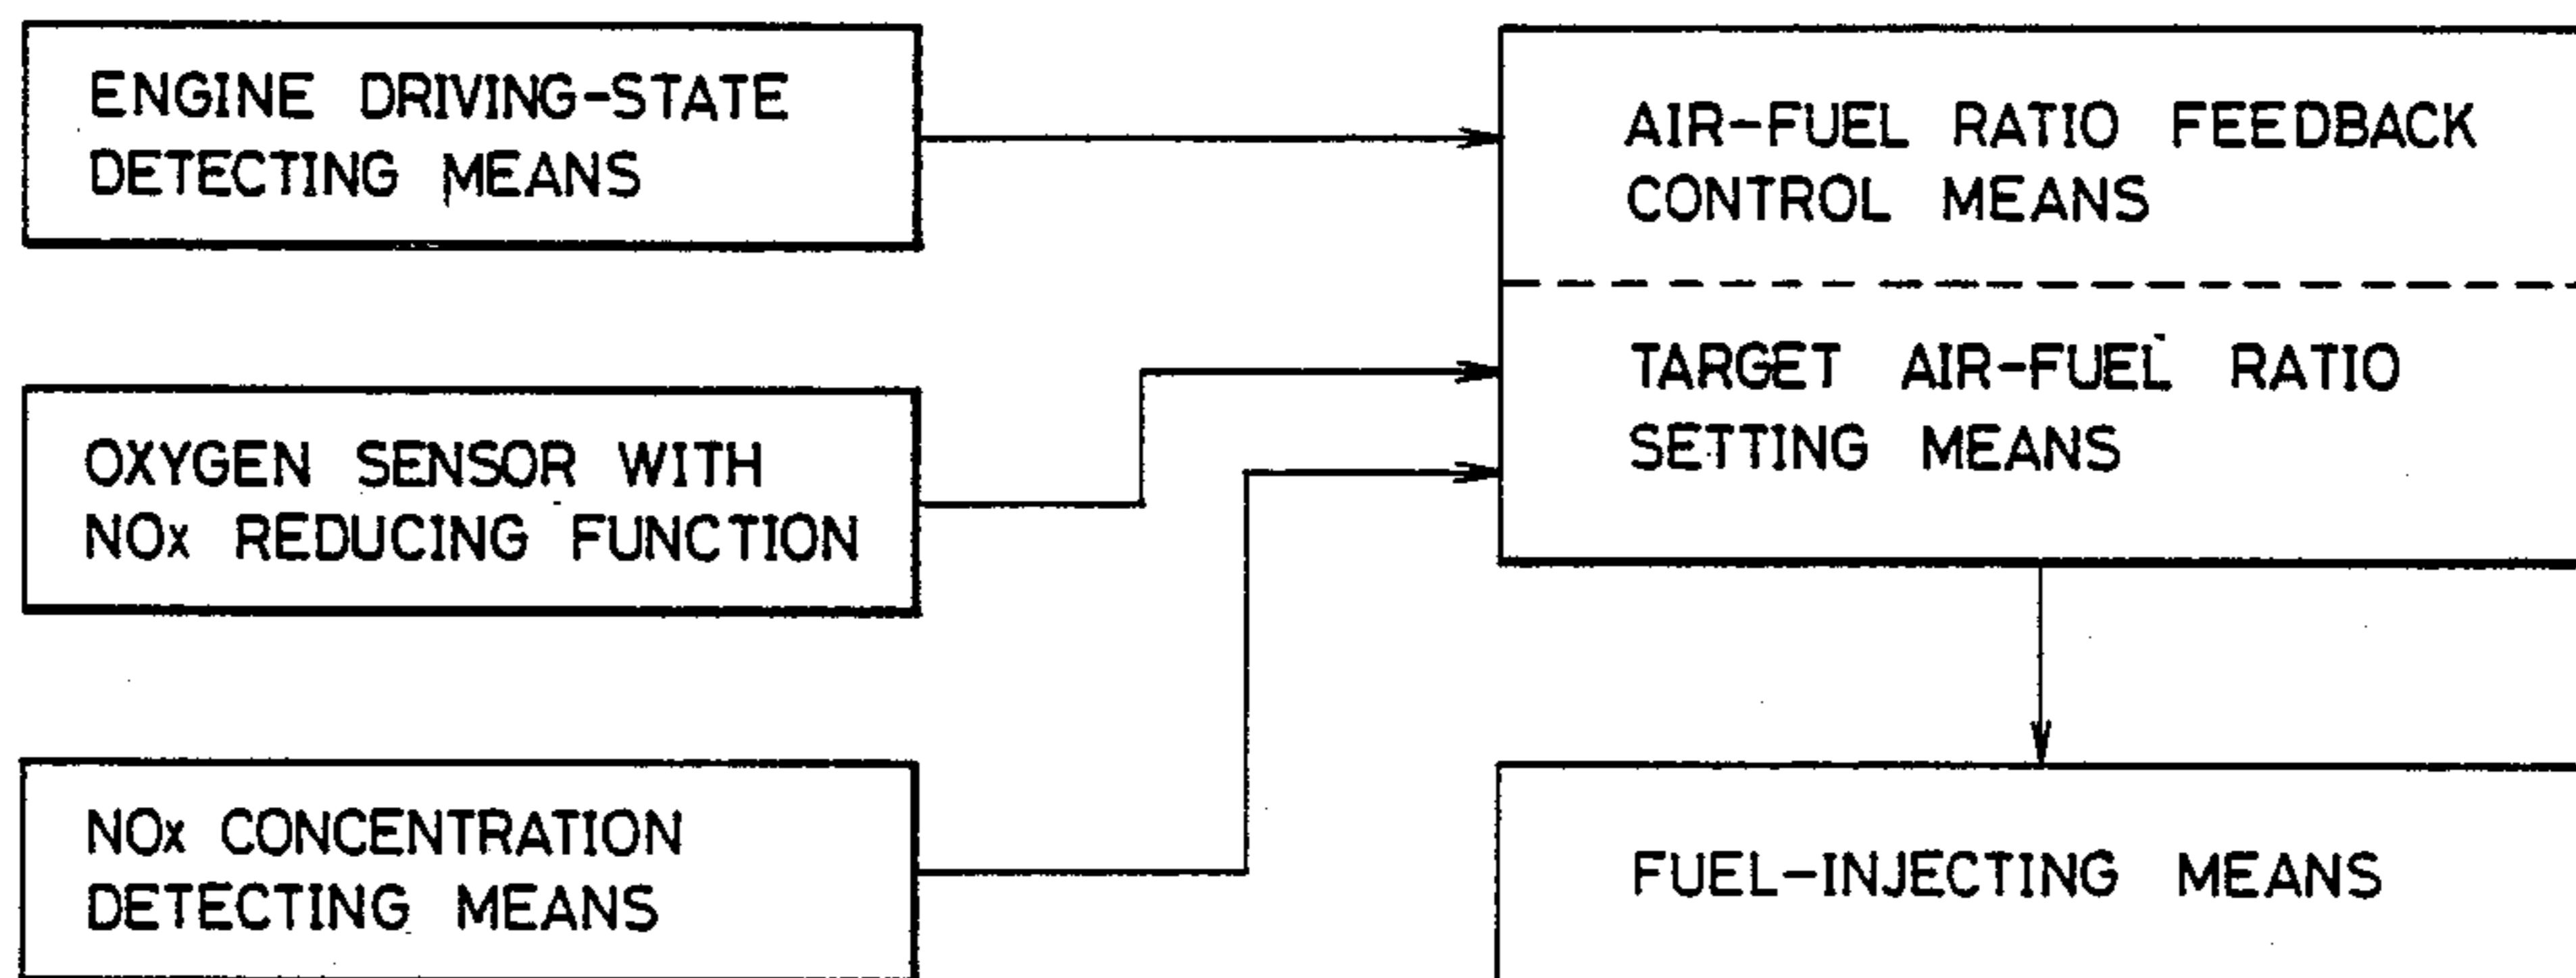 ENGINE DRIVING-STATE
DETECTING MEANS
AIR-FUEL RATIO FEEDBACK
CONTROL MEANS
OXYGEN SENSOR WITH
NOx REDUCING FUNCTION
TARGET AIR-FUEL RATIO
SETTING MEANS
NOx CONCENTRATION
DETECTING MEANS
FUEL-INJECTING MEANS